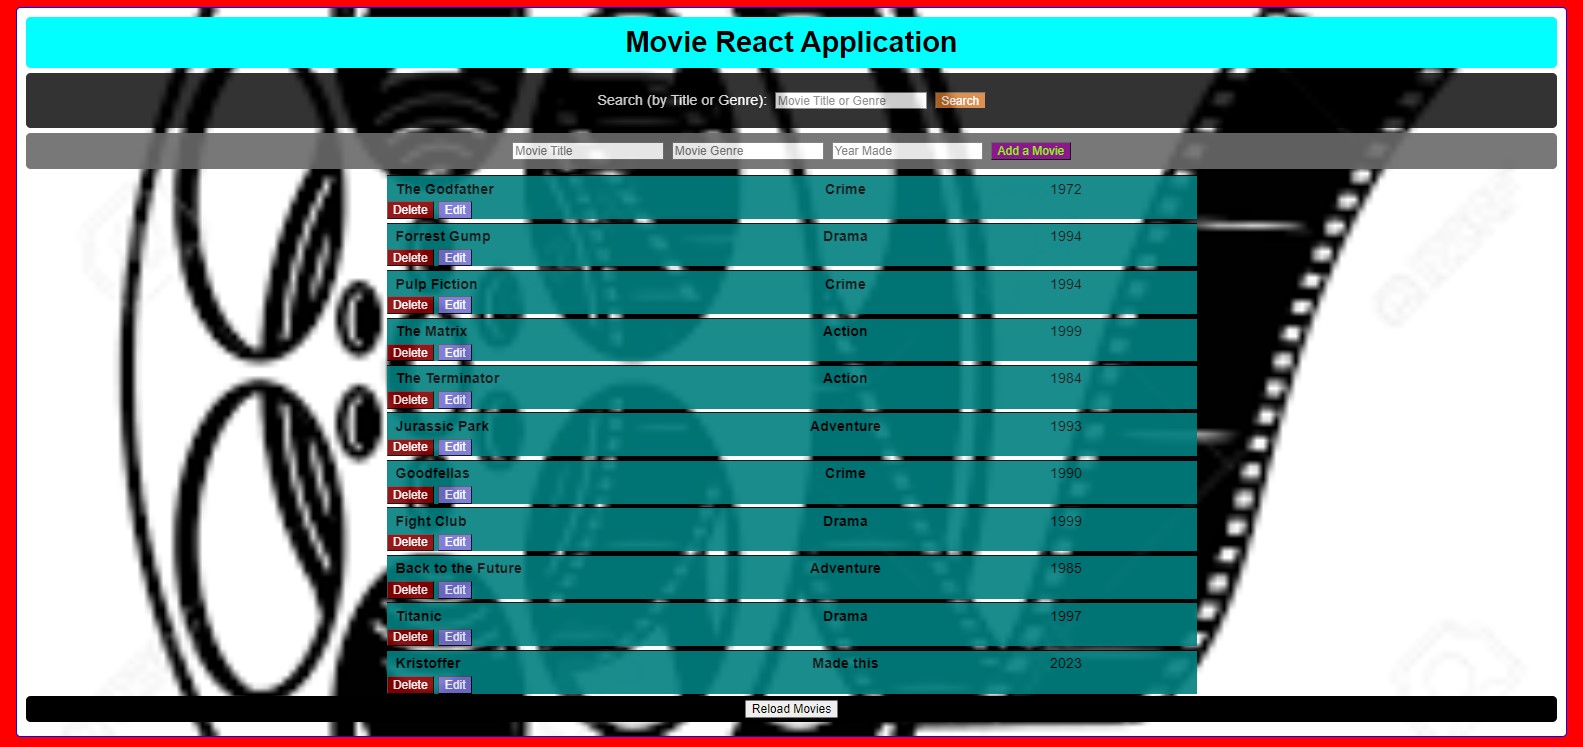 Movie React Application
Search (by Title or Genre): Movie Title or Genre Search
Movie Title Movie Genre Year Made Add a Movie
The Godfather Crime 1972
Delete Edit
Forrest Gump Drama 1994
Delete Edit
Pulp Fiction Crime 1994
Delete Edit
The Matrix Action 1999
Delete Edit
The Terminator Action 1984
Delete Edit
Jurassic Park Adventure 1993
Delete Edit
Goodfellas Crime 1990
Delete Edit
Fight Club Drama 1999
Delete Edit
Back to the Future Adventure 1985
Delete Edit
Titanic Drama 1997
Delete Edit
Kristoffer Made this 2023
Delete Edit
Reload Movies